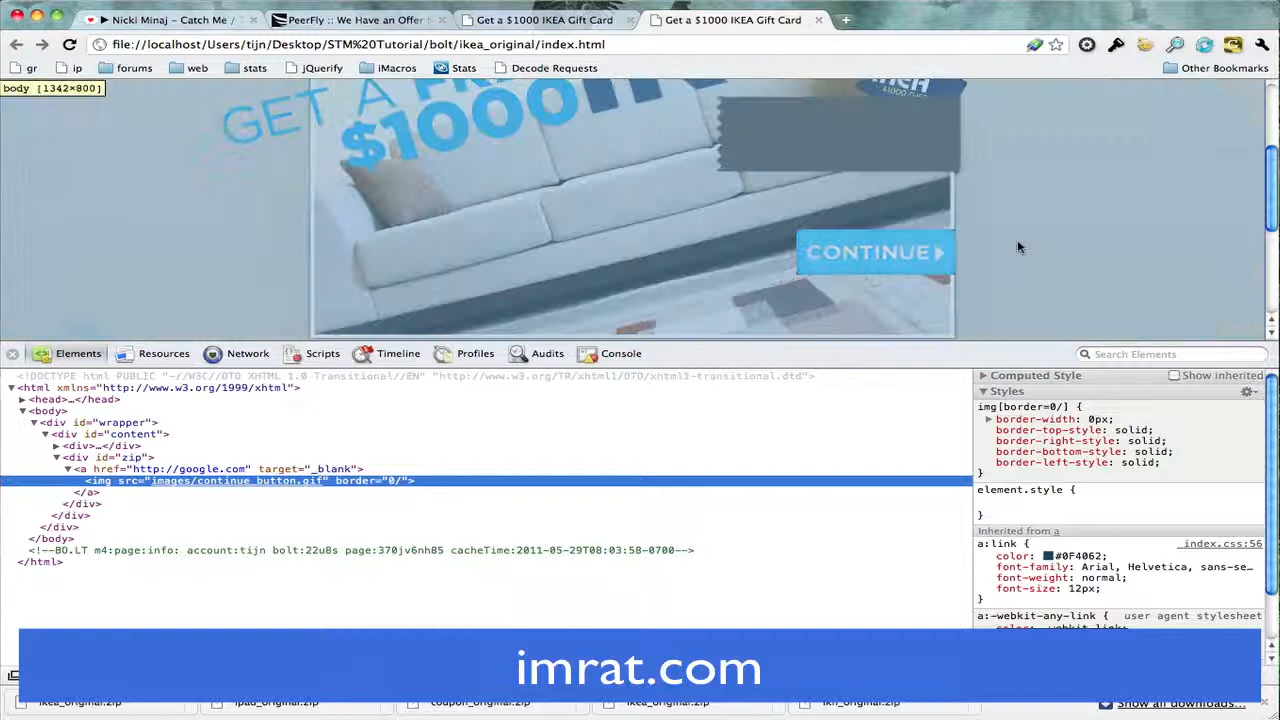 Nicki Minaj – Catch Me / PeerFly :: We Have an Offer Get a $1000 IKEA Gift Card Get a $1000 IKEA Gift Card
file://localhost/Users/tijn/Desktop/STM%20Tutorial/bolt/ikea_original/index.html
gr ip forums web stats jQuerify iMacros Stats Decode Requests Other Bookmarks
body [1342×800]
GET A
$1000
CONTINUE
Elements Resources Network Scripts Timeline Profiles Audits Console Search Elements
<!DOCTYPE html PUBLIC "-//W3C//DTD XHTML 1.0 Transitional//EN" "http://www.w3.org/TR/xhtml1/DTD/xhtml1-transitional.dtd">
<html xmlns="http://www.w3.org/1999/xhtml">
<head>…</head>
<body>
<div id="wrapper">
<div id="content">
<div>…</div>
<div id="zip">
<a href="http://google.com" target="_blank">
<img src="images/continue_button.gif" border="0/">
</a>
</div>
</div>
</div>
</body>
<!--BO.LT m4:page:info: account:tijn bolt:22u8s page:370jv6nh85 cacheTime:2011-05-29T08:03:58-0700-->
</html>
Computed Style Show inherited
Styles
img[border=0/] {
border-width: 0px;
border-top-style: solid;
border-right-style: solid;
border-bottom-style: solid;
border-left-style: solid;
}
element.style {
}
Inherited from a
a:link { index.css:56
color: #0F4062;
font-family: Arial, Helvetica, sans-se…
font-weight: normal;
font-size: 12px;
}
a:-webkit-any-link { user agent stylesheet
imrat.com
ikea_original.zip ipad_original.zip coupon_original.zip ikea_original.zip Show all downloads...